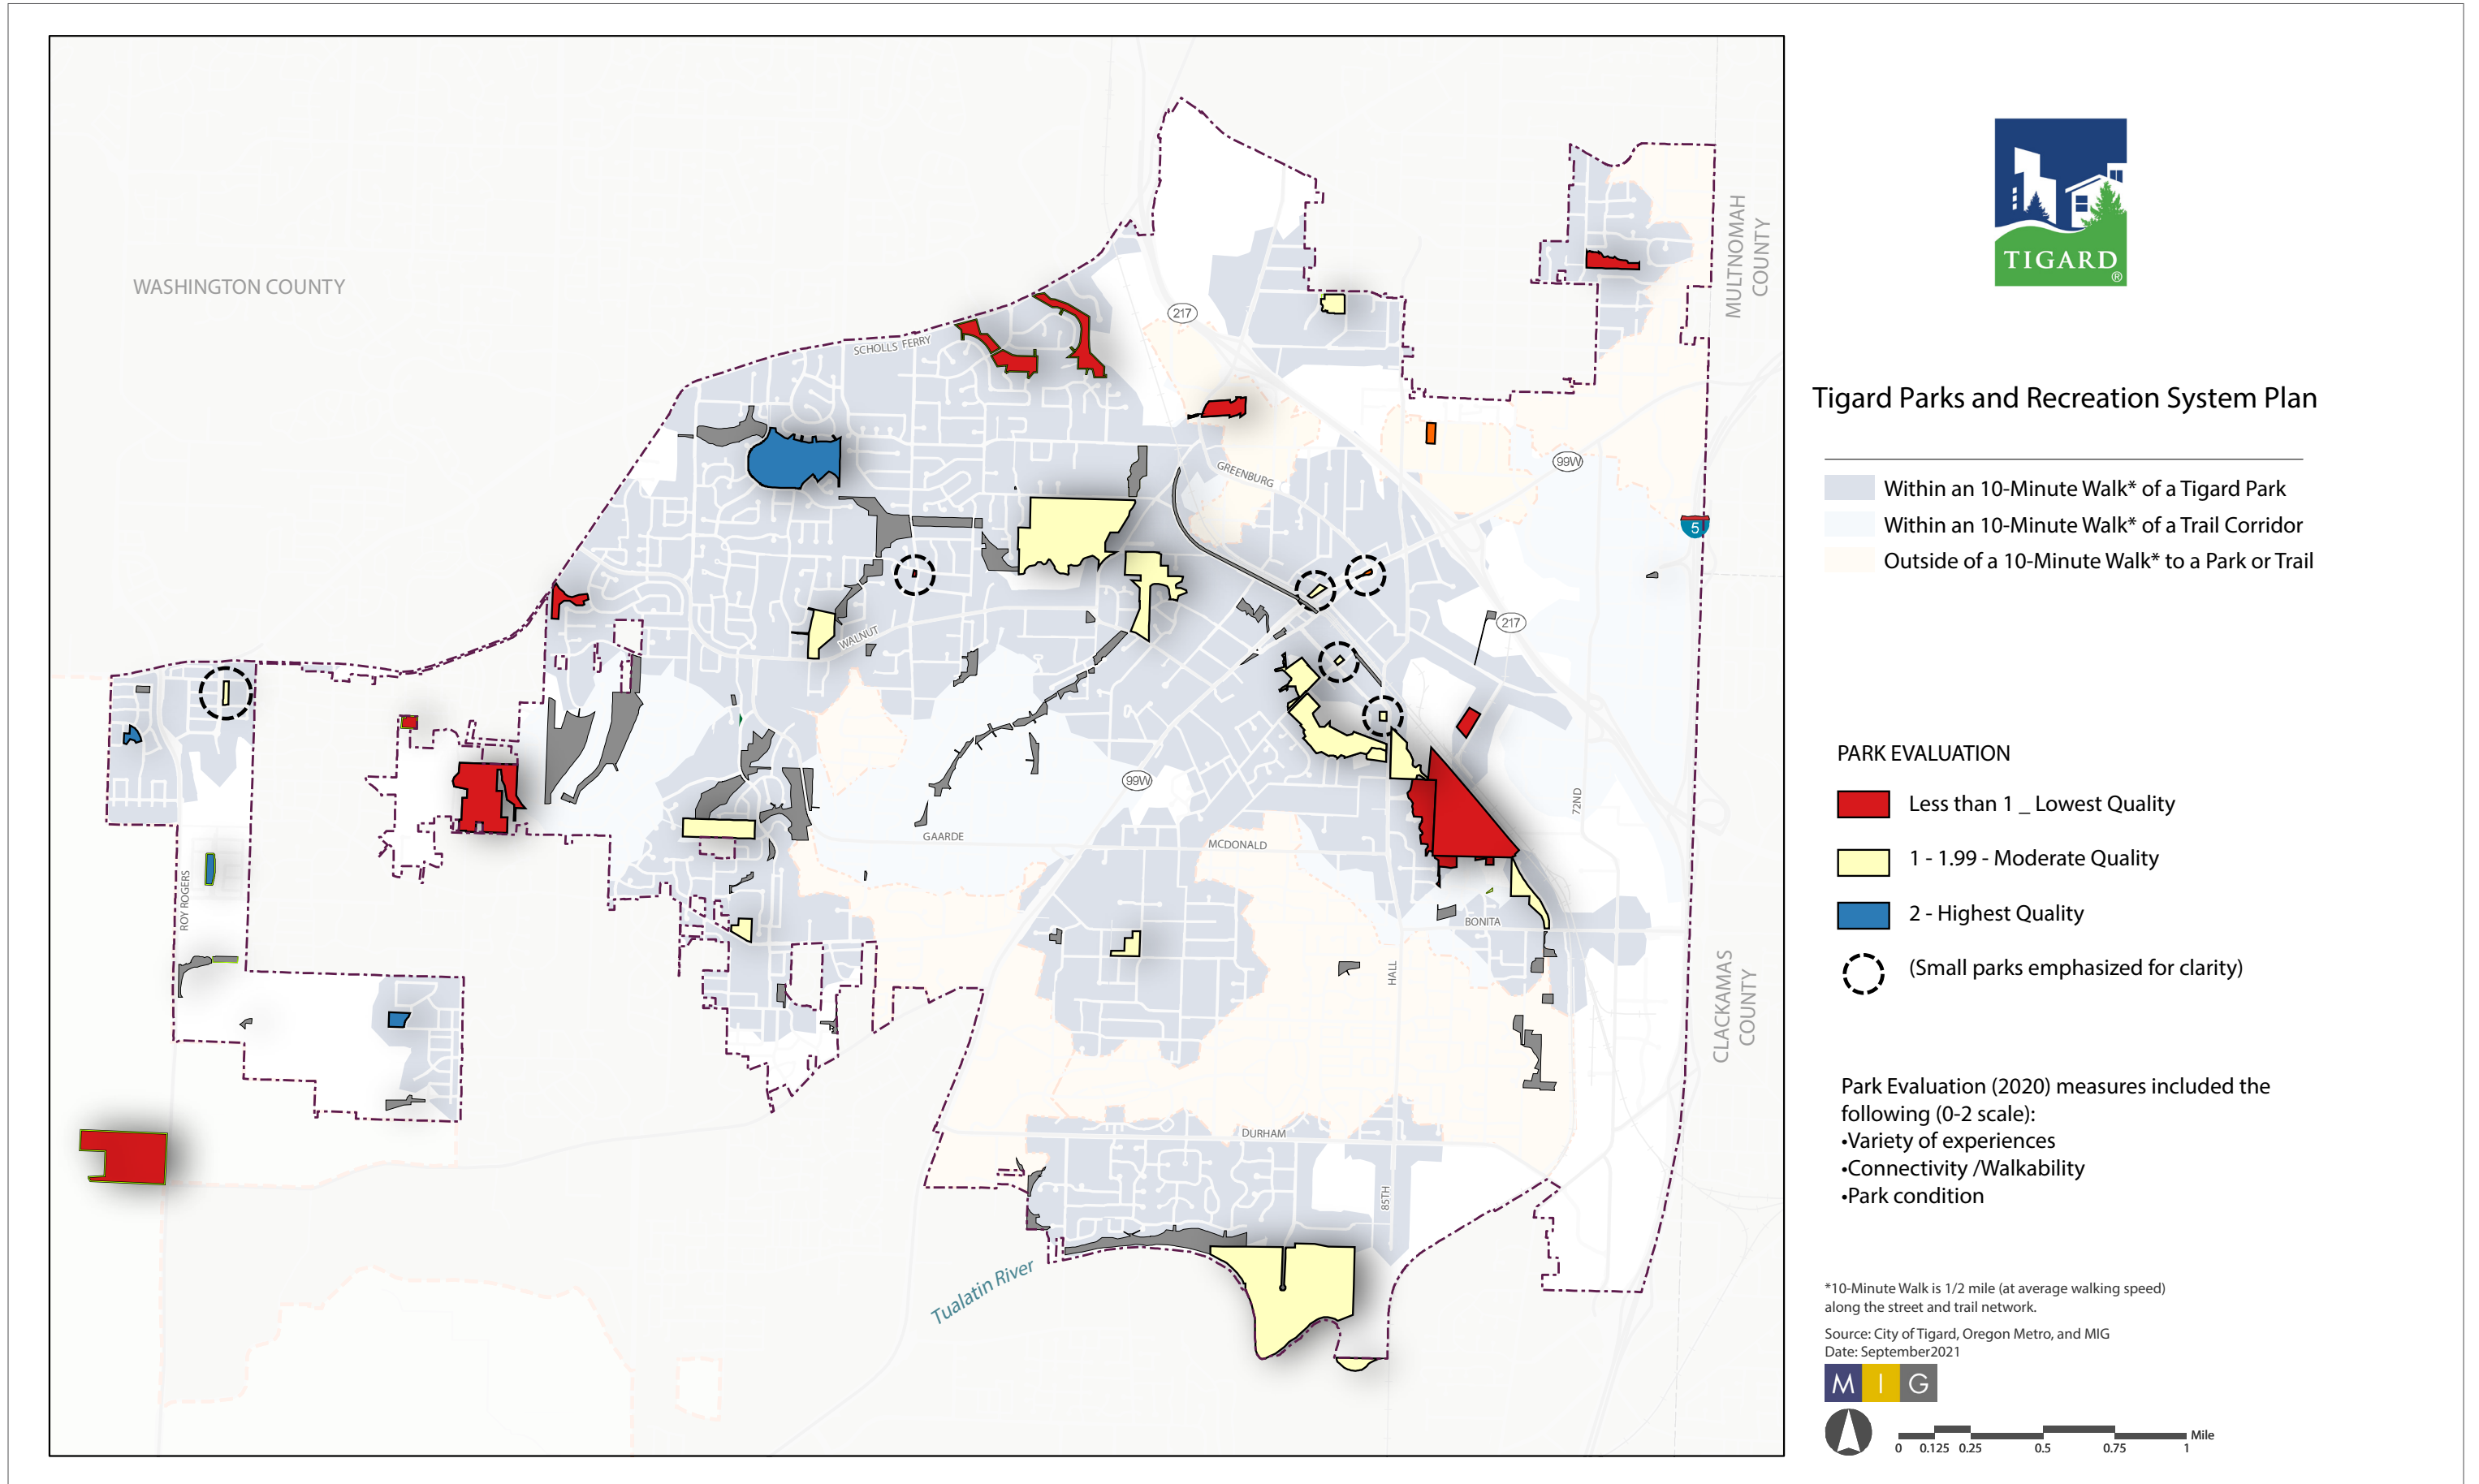 WASHINGTON COUNTY
MULTNOMAH
COUNTY
CLACKAMAS
COUNTY
SCHOLLS FERRY
217
GREENBURG
99W
5
WALNUT
217
99W
GAARDE
MCDONALD
72ND
ROY ROGERS
BONITA
HALL
DURHAM
85TH
Tualatin River
TIGARD
®
Tigard Parks and Recreation System Plan
Within an 10-Minute Walk* of a Tigard Park
Within an 10-Minute Walk* of a Trail Corridor
Outside of a 10-Minute Walk* to a Park or Trail
PARK EVALUATION
Less than 1 _ Lowest Quality
1 - 1.99 - Moderate Quality
2 - Highest Quality
(Small parks emphasized for clarity)
Park Evaluation (2020) measures included the
following (0-2 scale):
•Variety of experiences
•Connectivity /Walkability
•Park condition
*10-Minute Walk is 1/2 mile (at average walking speed)
along the street and trail network.
Source: City of Tigard, Oregon Metro, and MIG
Date: September2021
M I G
Mile
0 0.125 0.25 0.5 0.75 1